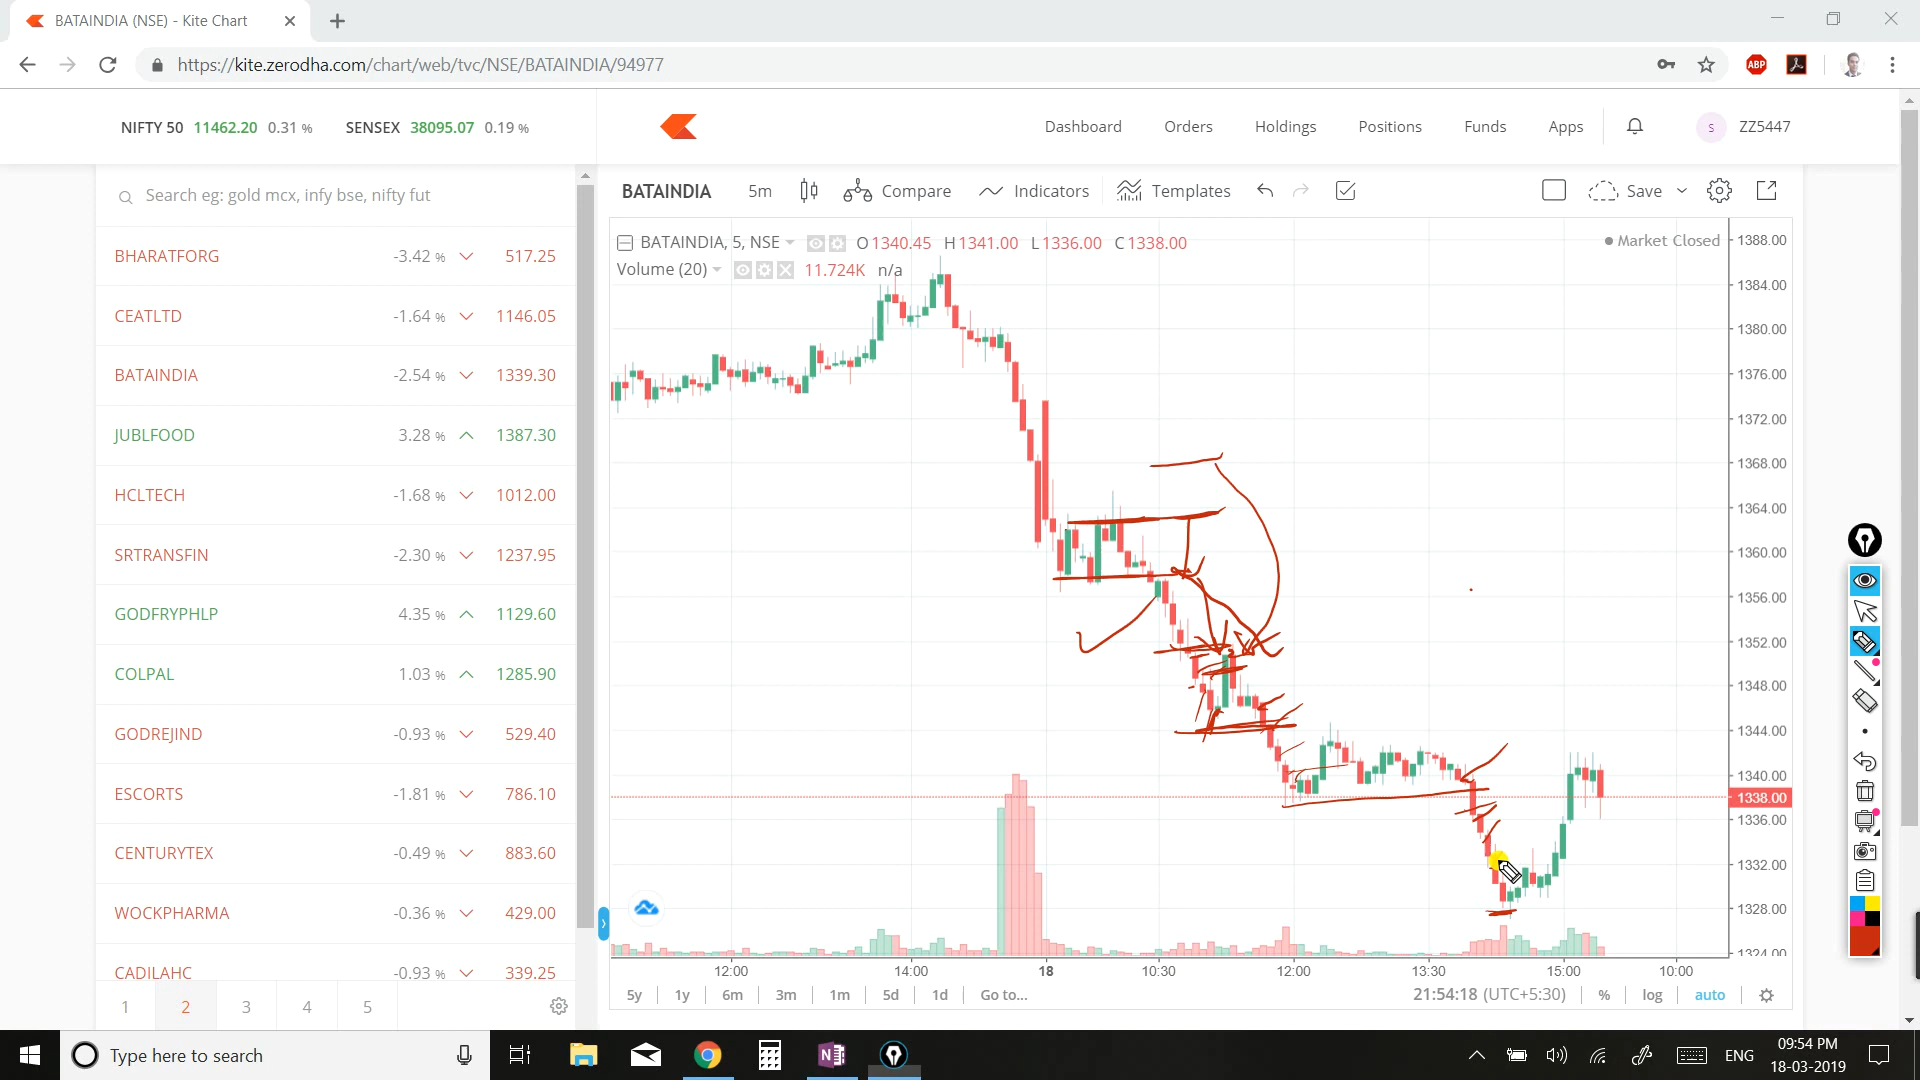 BATAINDIA (NSE) - Kite Chart
https://kite.zerodha.com/chart/web/tvc/NSE/BATAINDIA/94977
ABP
NIFTY 50 11462.20 0.31 % SENSEX 38095.07 0.19 %
Dashboard Orders Holdings Positions Funds Apps S ZZ5447
Search eg: gold mcx, infy bse, nifty fut
BHARATFORG -3.42 % 517.25
CEATLTD -1.64 % 1146.05
BATAINDIA -2.54 % 1339.30
JUBLFOOD 3.28 % 1387.30
HCLTECH -1.68 % 1012.00
SRTRANSFIN -2.30 % 1237.95
GODFRYPHLP 4.35 % 1129.60
COLPAL 1.03 % 1285.90
GODREJIND -0.93 % 529.40
ESCORTS -1.81 % 786.10
CENTURYTEX -0.49 % 883.60
WOCKPHARMA -0.36 % 429.00
CADILAHC -0.93 % 339.25
1 2 3 4 5
BATAINDIA 5m Compare Indicators Templates Save
BATAINDIA, 5, NSE O1340.45 H1341.00 L1336.00 C1338.00
Market Closed
Volume (20) 11.724K n/a
1388.00
1384.00
1380.00
1376.00
1372.00
1368.00
1364.00
1360.00
1356.00
1352.00
1348.00
1344.00
1340.00
1338.00
1336.00
1332.00
1328.00
1324.00
12:00 14:00 18 10:30 12:00 13:30 15:00 10:00
5y 1y 6m 3m 1m 5d 1d Go to... 21:54:18 (UTC+5:30) % log auto
Type here to search
N
ENG
09:54 PM
18-03-2019